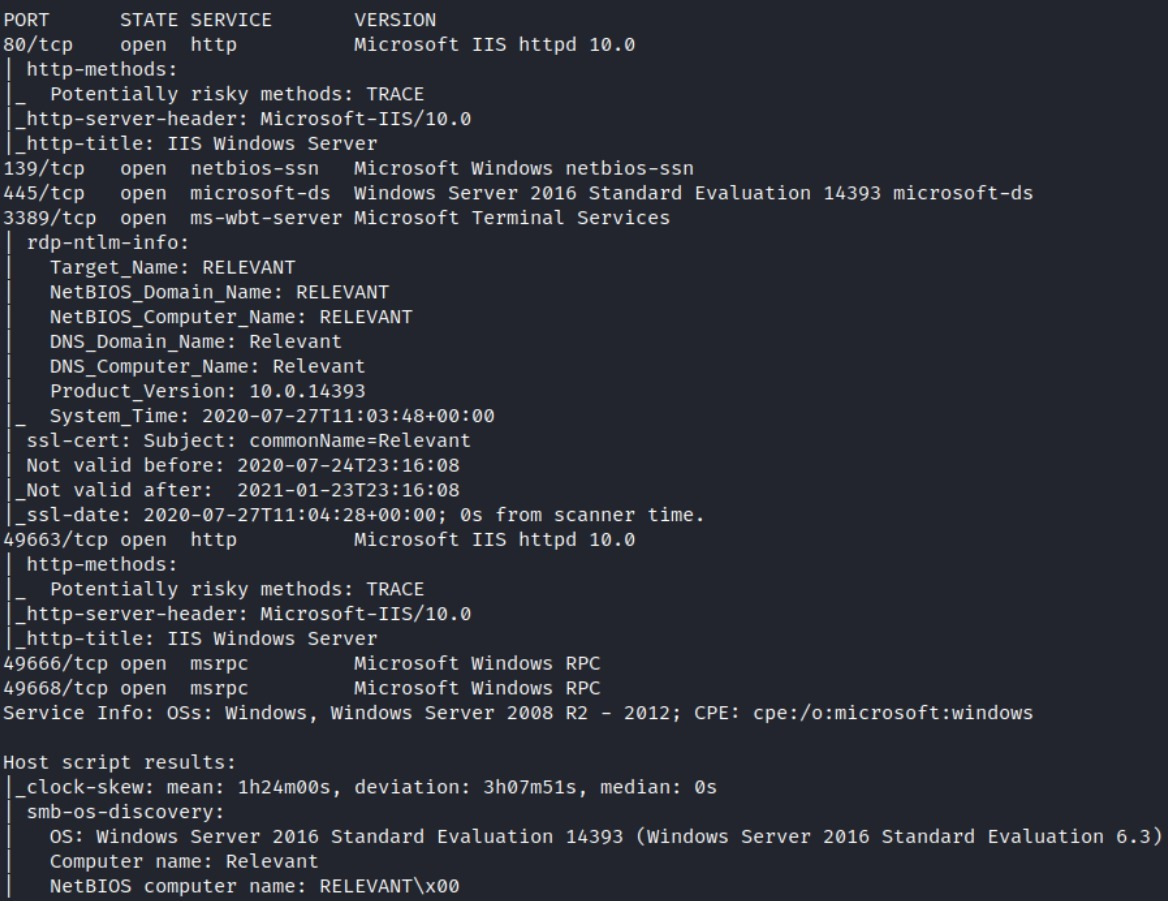 PORT      STATE SERVICE       VERSION
80/tcp    open  http          Microsoft IIS httpd 10.0
| http-methods:
|_  Potentially risky methods: TRACE
|_http-server-header: Microsoft-IIS/10.0
|_http-title: IIS Windows Server
139/tcp   open  netbios-ssn   Microsoft Windows netbios-ssn
445/tcp   open  microsoft-ds  Windows Server 2016 Standard Evaluation 14393 microsoft-ds
3389/tcp  open  ms-wbt-server Microsoft Terminal Services
| rdp-ntlm-info:
|   Target_Name: RELEVANT
|   NetBIOS_Domain_Name: RELEVANT
|   NetBIOS_Computer_Name: RELEVANT
|   DNS_Domain_Name: Relevant
|   DNS_Computer_Name: Relevant
|   Product_Version: 10.0.14393
|_  System_Time: 2020-07-27T11:03:48+00:00
| ssl-cert: Subject: commonName=Relevant
| Not valid before: 2020-07-24T23:16:08
|_Not valid after:  2021-01-23T23:16:08
|_ssl-date: 2020-07-27T11:04:28+00:00; 0s from scanner time.
49663/tcp open  http          Microsoft IIS httpd 10.0
| http-methods:
|_  Potentially risky methods: TRACE
|_http-server-header: Microsoft-IIS/10.0
|_http-title: IIS Windows Server
49666/tcp open  msrpc         Microsoft Windows RPC
49668/tcp open  msrpc         Microsoft Windows RPC
Service Info: OSs: Windows, Windows Server 2008 R2 - 2012; CPE: cpe:/o:microsoft:windows

Host script results:
|_clock-skew: mean: 1h24m00s, deviation: 3h07m51s, median: 0s
| smb-os-discovery:
|   OS: Windows Server 2016 Standard Evaluation 14393 (Windows Server 2016 Standard Evaluation 6.3)
|   Computer name: Relevant
|   NetBIOS computer name: RELEVANT\x00